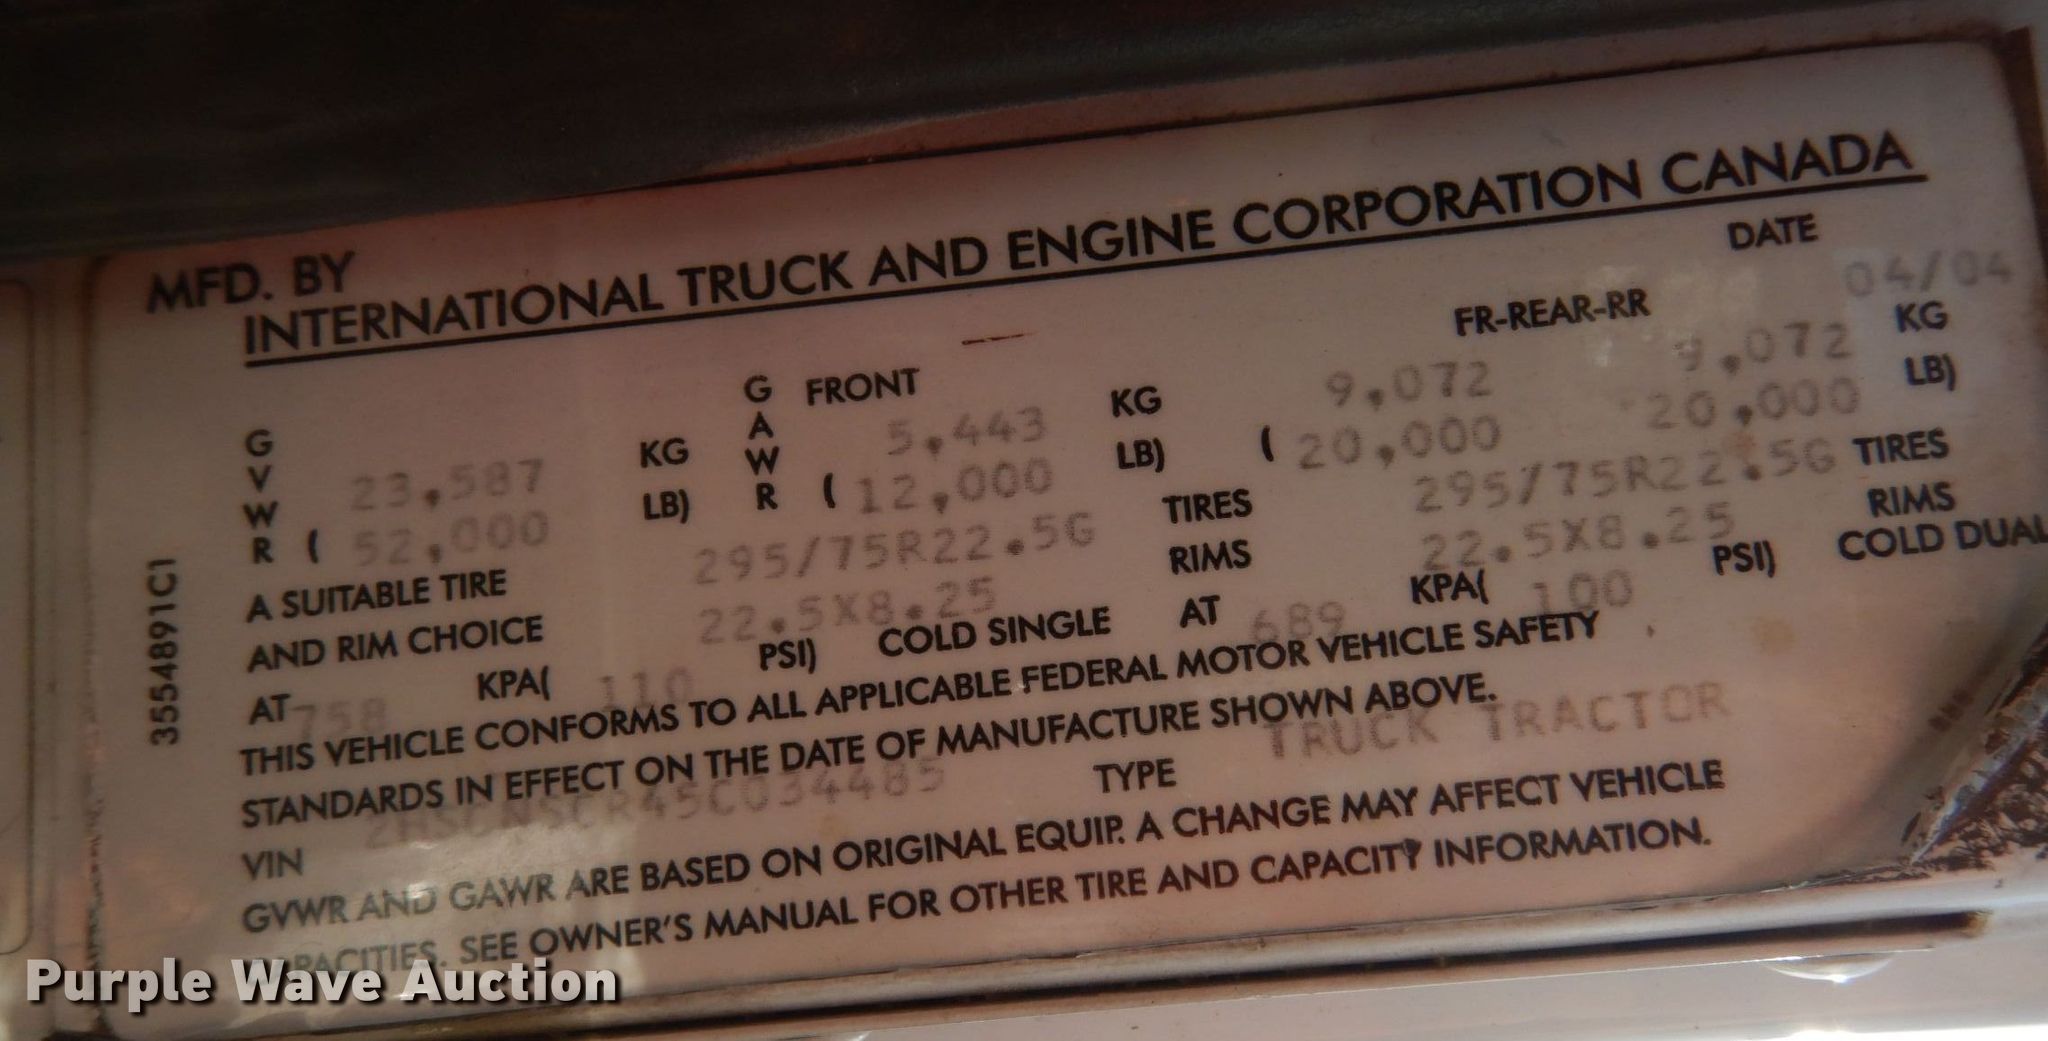 MFD. BY
INTERNATIONAL TRUCK AND ENGINE CORPORATION CANADA
DATE 04/04
GVWR 23,587 KG GAWR FRONT 5,443 KG FR-REAR-RR 9,072 9,072 KG
( 52,000 LB) ( 12,000 LB) ( 20,000 20,000 LB)
A SUITABLE TIRE 295/75R22.5G TIRES 295/75R22.5G TIRES
AND RIM CHOICE 22.5X8.25 RIMS 22.5X8.25 RIMS
AT 758 KPA( 110 PSI) COLD SINGLE AT 689 KPA( 100 PSI) COLD DUAL
THIS VEHICLE CONFORMS TO ALL APPLICABLE FEDERAL MOTOR VEHICLE SAFETY
STANDARDS IN EFFECT ON THE DATE OF MANUFACTURE SHOWN ABOVE.
VIN 2HSCNSCR45C034485 TYPE TRUCK TRACTOR
GVWR AND GAWR ARE BASED ON ORIGINAL EQUIP. A CHANGE MAY AFFECT VEHICLE
CAPACITIES. SEE OWNER'S MANUAL FOR OTHER TIRE AND CAPACITY INFORMATION.
3554891C1
Purple Wave Auction